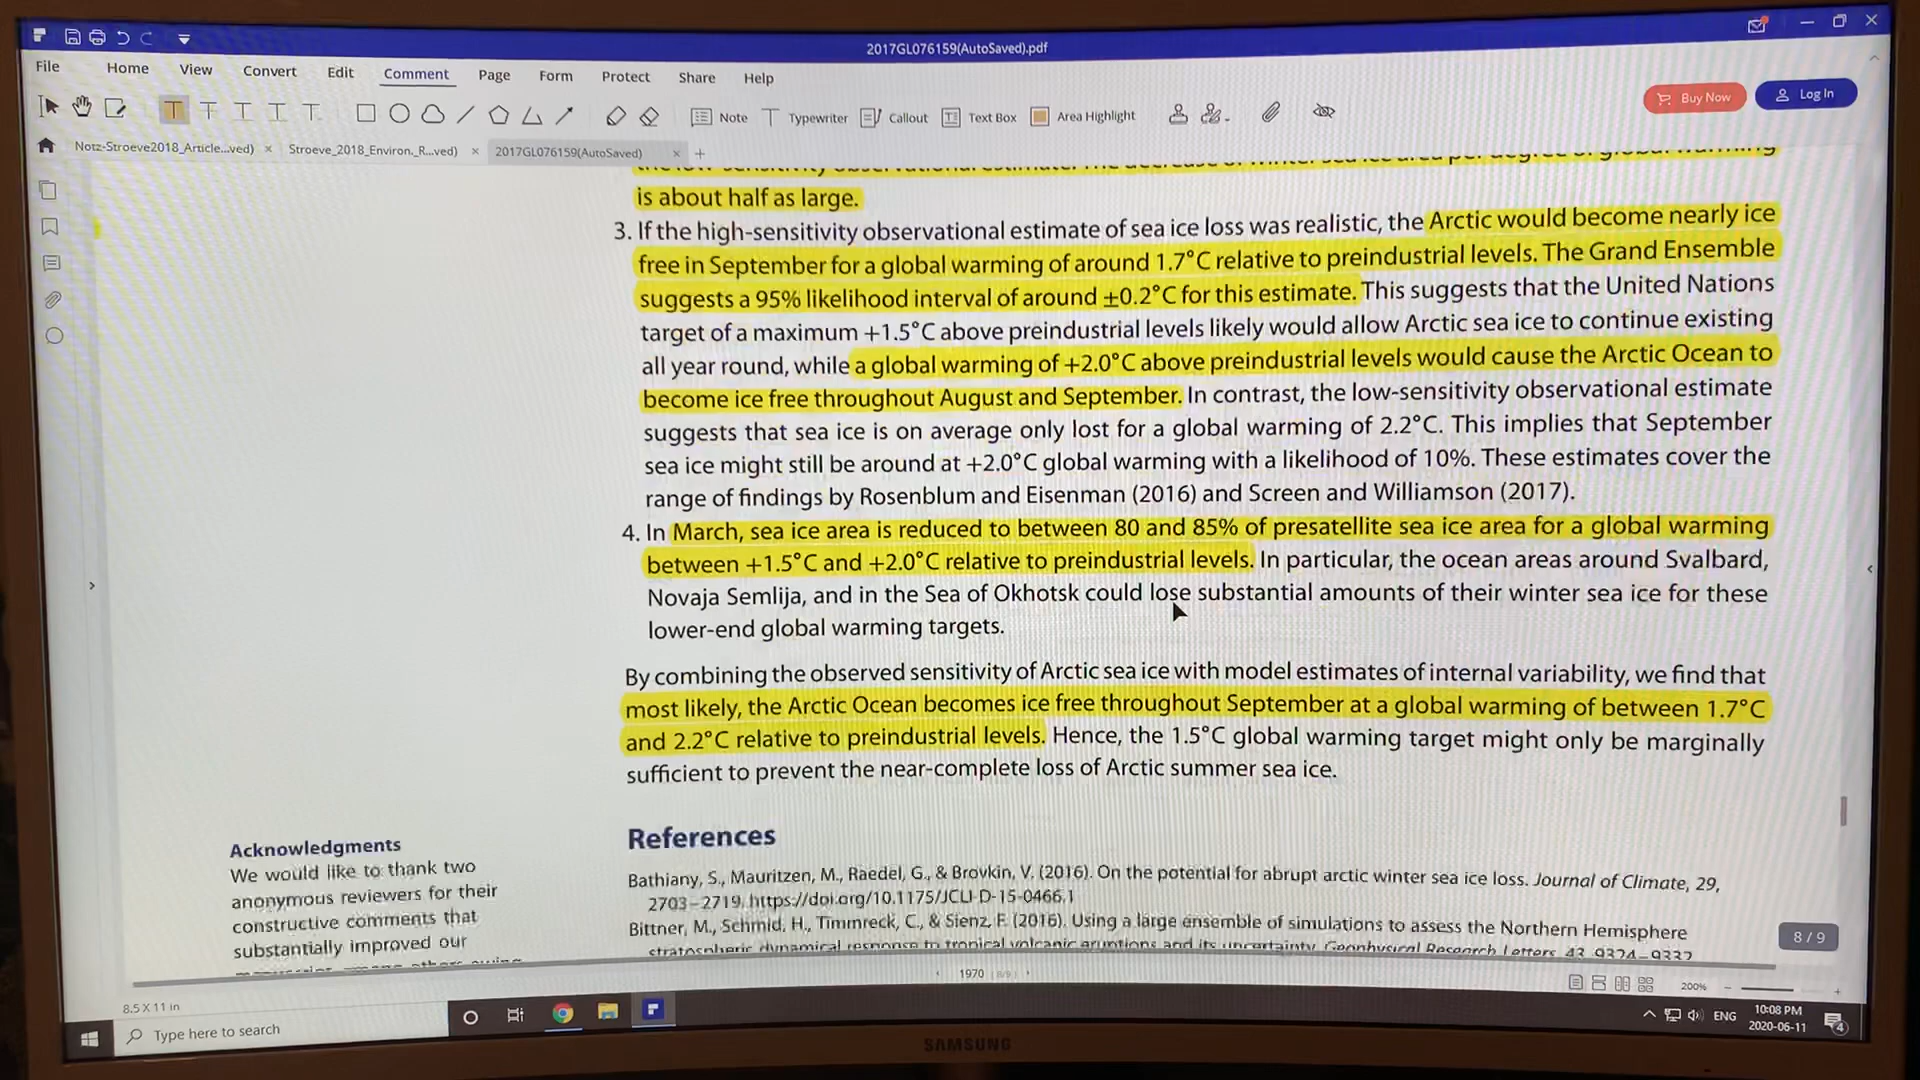 2017GL076159(AutoSaved).pdf
File Home View Convert Edit Comment Page Form Protect Share Help
Note Typewriter Callout Text Box Area Highlight Buy Now Log In
Notz-Stroeve2018_Article...ved) × Stroeve_2018_Environ._R...ved) × 2017GL076159(AutoSaved) × +
is about half as large.
3. If the high-sensitivity observational estimate of sea ice loss was realistic, the Arctic would become nearly ice
free in September for a global warming of around 1.7°C relative to preindustrial levels. The Grand Ensemble
suggests a 95% likelihood interval of around ±0.2°C for this estimate. This suggests that the United Nations
target of a maximum +1.5°C above preindustrial levels likely would allow Arctic sea ice to continue existing
all year round, while a global warming of +2.0°C above preindustrial levels would cause the Arctic Ocean to
become ice free throughout August and September. In contrast, the low-sensitivity observational estimate
suggests that sea ice is on average only lost for a global warming of 2.2°C. This implies that September
sea ice might still be around at +2.0°C global warming with a likelihood of 10%. These estimates cover the
range of findings by Rosenblum and Eisenman (2016) and Screen and Williamson (2017).
4. In March, sea ice area is reduced to between 80 and 85% of presatellite sea ice area for a global warming
between +1.5°C and +2.0°C relative to preindustrial levels. In particular, the ocean areas around Svalbard,
Novaja Semlija, and in the Sea of Okhotsk could lose substantial amounts of their winter sea ice for these
lower-end global warming targets.
By combining the observed sensitivity of Arctic sea ice with model estimates of internal variability, we find that
most likely, the Arctic Ocean becomes ice free throughout September at a global warming of between 1.7°C
and 2.2°C relative to preindustrial levels. Hence, the 1.5°C global warming target might only be marginally
sufficient to prevent the near-complete loss of Arctic summer sea ice.
Acknowledgments
We would like to thank two
anonymous reviewers for their
constructive comments that
substantially improved our
References
Bathiany, S., Mauritzen, M., Raedel, G., & Brovkin, V. (2016). On the potential for abrupt arctic winter sea ice loss. Journal of Climate, 29,
2703–2719. https://doi.org/10.1175/JCLI-D-15-0466.1
Bittner, M., Schmid, H., Timmreck, C., & Sienz, F. (2016). Using a large ensemble of simulations to assess the Northern Hemisphere
stratospheric dynamical response to tropical volcanic eruptions and its uncertainty. Geophysical Research Letters, 43, 9324–9332
8 / 9
1970 (8/9)
8.5 X 11 in
200%
Type here to search
ENG
10:08 PM
2020-06-11
4
SAMSUNG